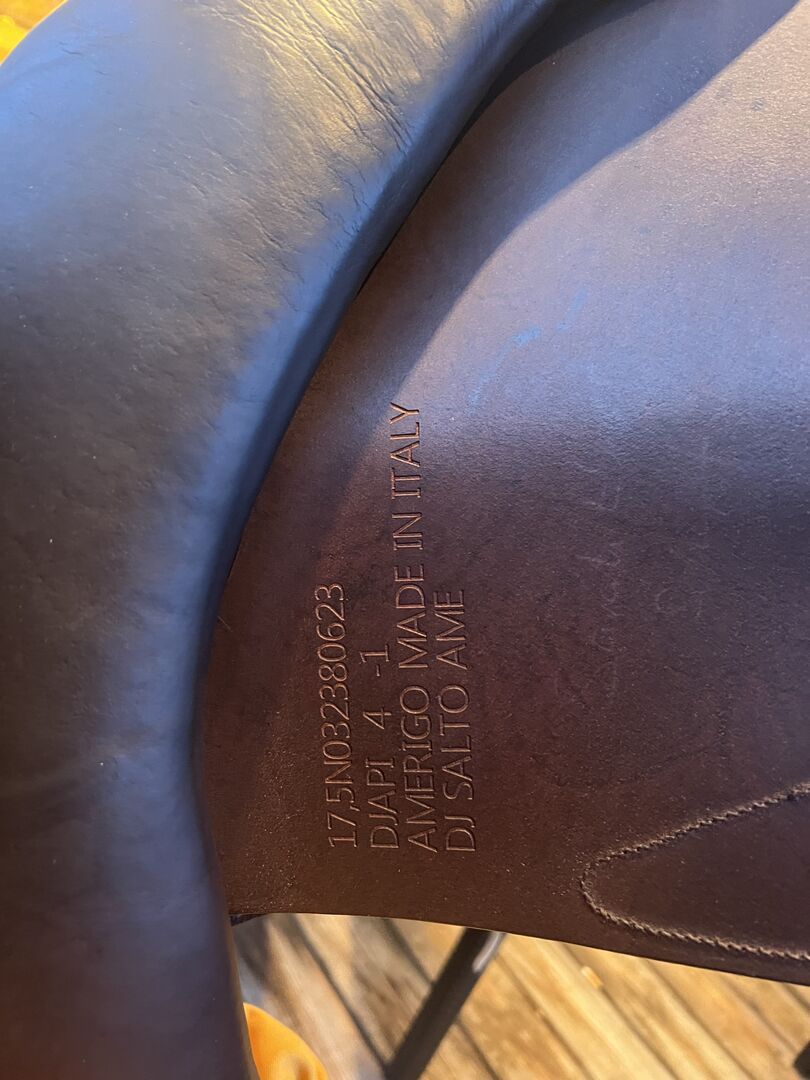 17,5N032380623
DJAPI 4 -1
AMERIGO MADE IN ITALY
DJ SALTO AME